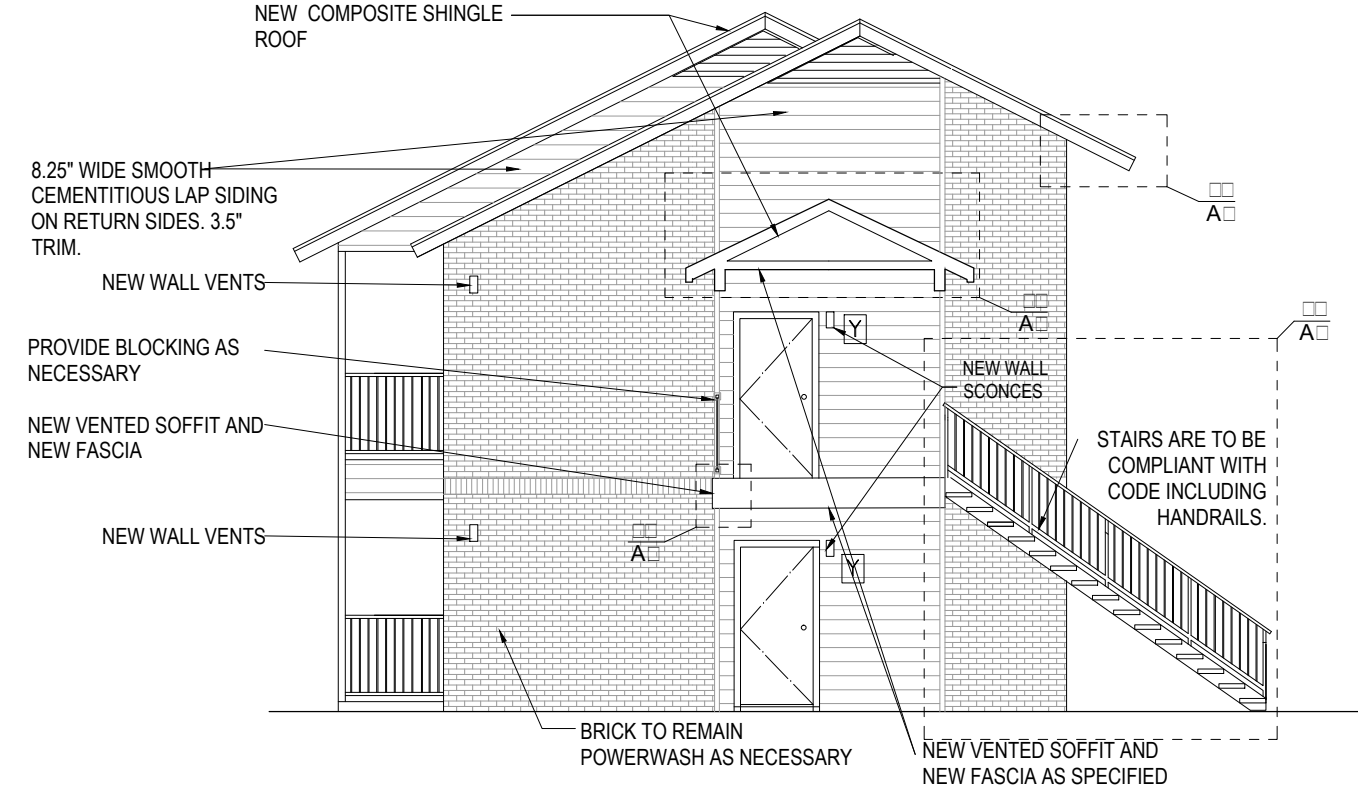 NEW COMPOSITE SHINGLE
ROOF
8.25" WIDE SMOOTH
CEMENTITIOUS LAP SIDING
ON RETURN SIDES. 3.5"
TRIM.
NEW WALL VENTS
PROVIDE BLOCKING AS
NECESSARY
NEW VENTED SOFFIT AND
NEW FASCIA
NEW WALL VENTS
A
A
A
A
Y
NEW WALL
SCONCES
Y
STAIRS ARE TO BE
COMPLIANT WITH
CODE INCLUDING
HANDRAILS.
BRICK TO REMAIN
POWERWASH AS NECESSARY
NEW VENTED SOFFIT AND
NEW FASCIA AS SPECIFIED